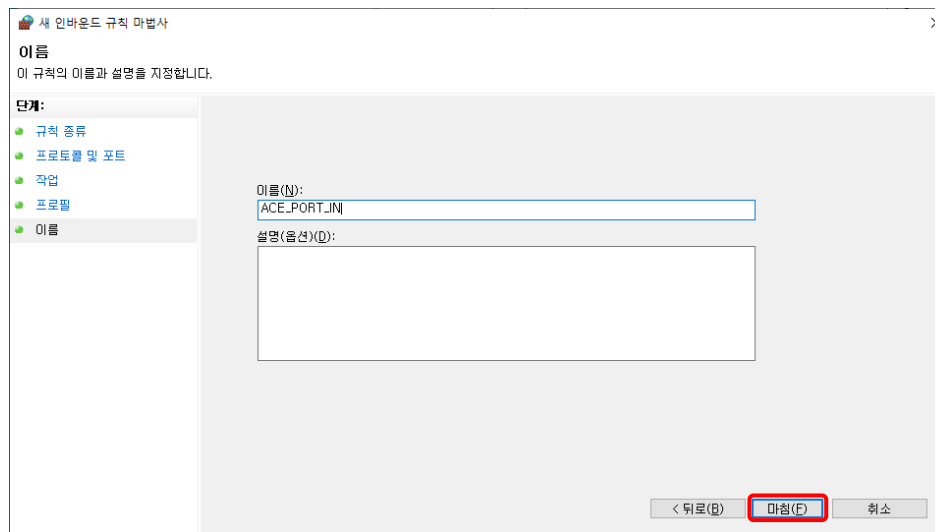 새 인바운드 규칙 마법사
이름
이 규칙의 이름과 설명을 지정합니다.
단계:
규칙 종류
프로토콜 및 포트
작업
프로필
이름
이름(N):
ACE_PORT_IN
설명(옵션)(D):
< 뒤로(B) 마침(F) 취소